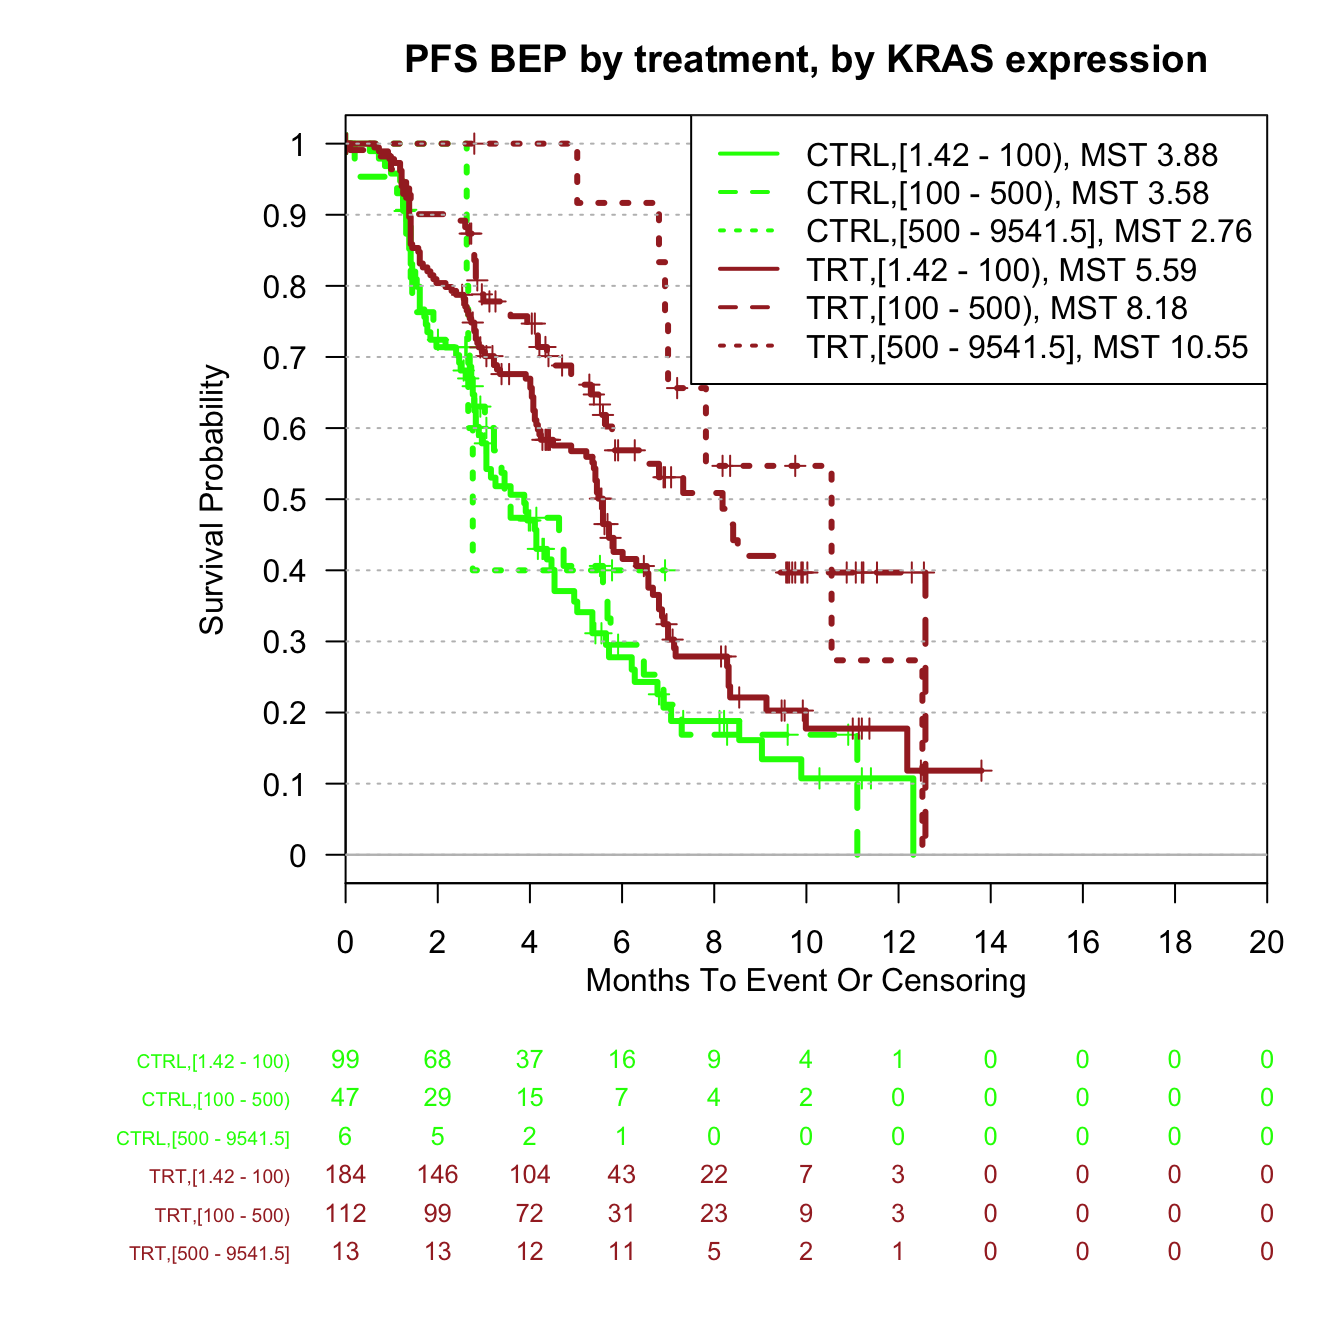 PFS BEP by treatment, by KRAS expression
CTRL,[1.42 - 100), MST 3.88
CTRL,[100 - 500), MST 3.58
CTRL,[500 - 9541.5], MST 2.76
TRT,[1.42 - 100), MST 5.59
TRT,[100 - 500), MST 8.18
TRT,[500 - 9541.5], MST 10.55
Survival Probability
1
0.9
0.8
0.7
0.6
0.5
0.4
0.3
0.2
0.1
0
0 2 4 6 8 10 12 14 16 18 20
Months To Event Or Censoring
CTRL,[1.42 - 100) 99 68 37 16 9 4 1 0 0 0 0
CTRL,[100 - 500) 47 29 15 7 4 2 0 0 0 0 0
CTRL,[500 - 9541.5] 6 5 2 1 0 0 0 0 0 0 0
TRT,[1.42 - 100) 184 146 104 43 22 7 3 0 0 0 0
TRT,[100 - 500) 112 99 72 31 23 9 3 0 0 0 0
TRT,[500 - 9541.5] 13 13 12 11 5 2 1 0 0 0 0